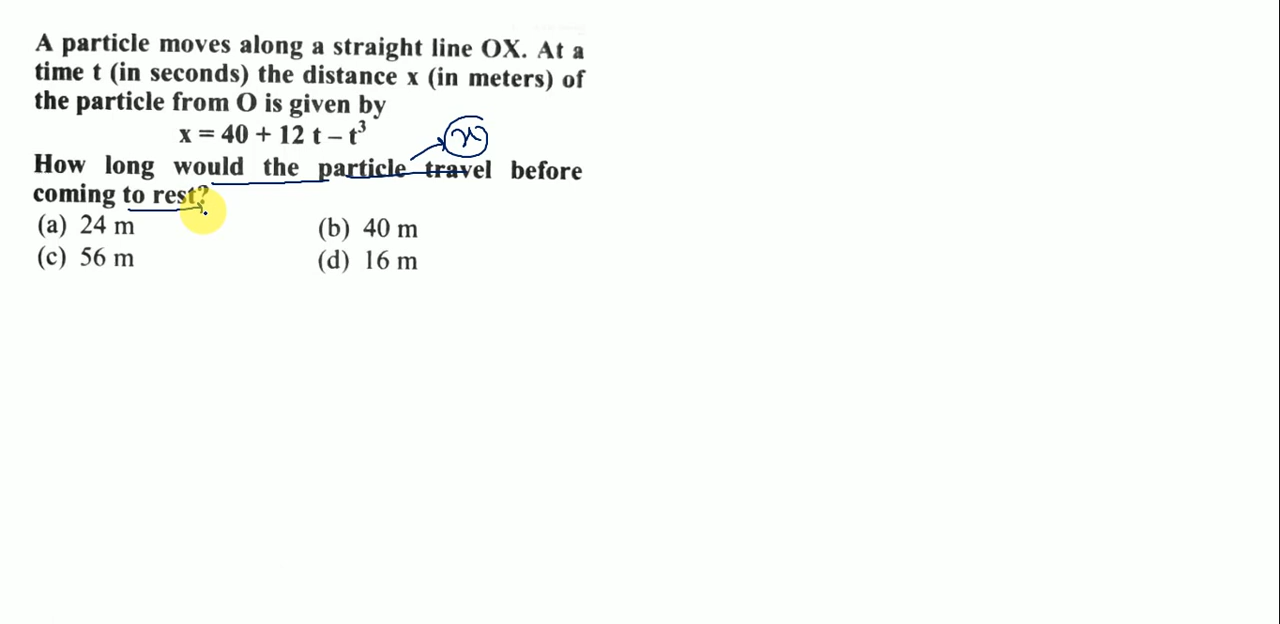 A particle moves along a straight line OX. At a
time t (in seconds) the distance x (in meters) of
the particle from O is given by
x = 40 + 12 t – t³
x
How long would the particle travel before
coming to rest?
(a) 24 m (b) 40 m
(c) 56 m (d) 16 m